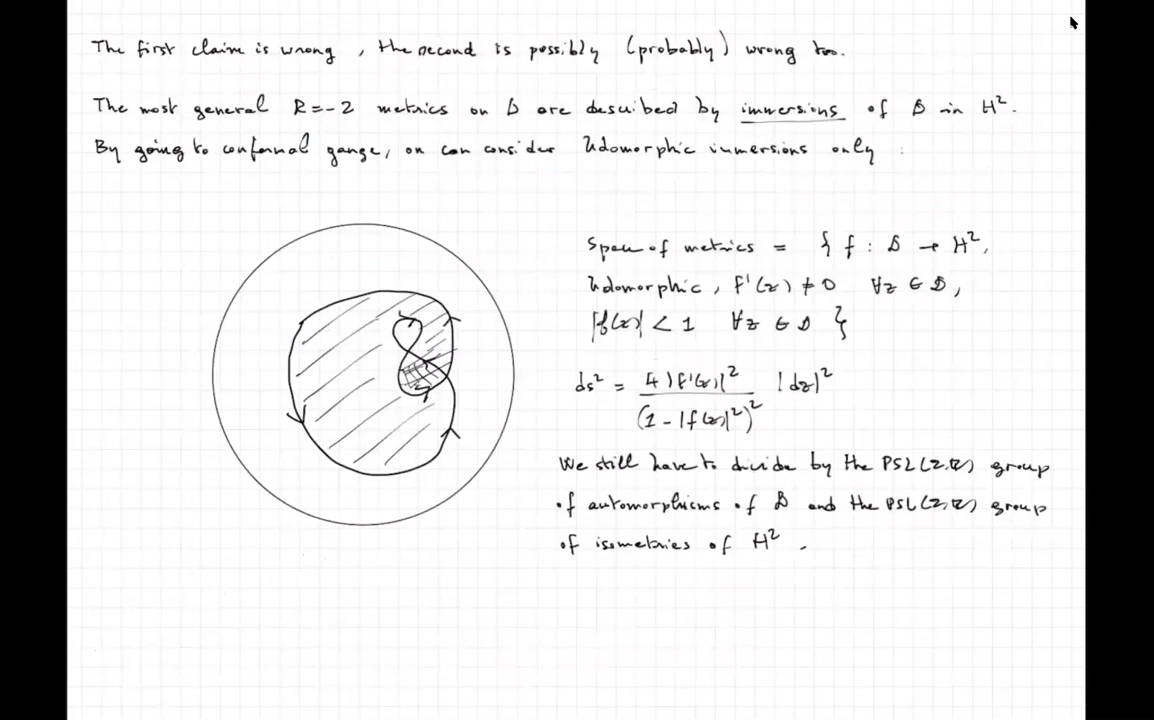 The first claim is wrong, the second is possibly (probably) wrong too.
The most general R=-2 metrics on D are described by immersions of D in H².
By going to conformal gauge, on can consider holomorphic immersions only :
Space of metrics = { f : D → H²,
holomorphic, f'(z) ≠ 0 ∀z ∈ D,
|f(z)| < 1 ∀z ∈ D }
ds² = 4|f'(z)|² / (1-|f(z)|²)² |dz|²
We still have to divide by the PSL(2,R) group
of automorphisms of D and the PSL(2,R) group
of isometries of H².